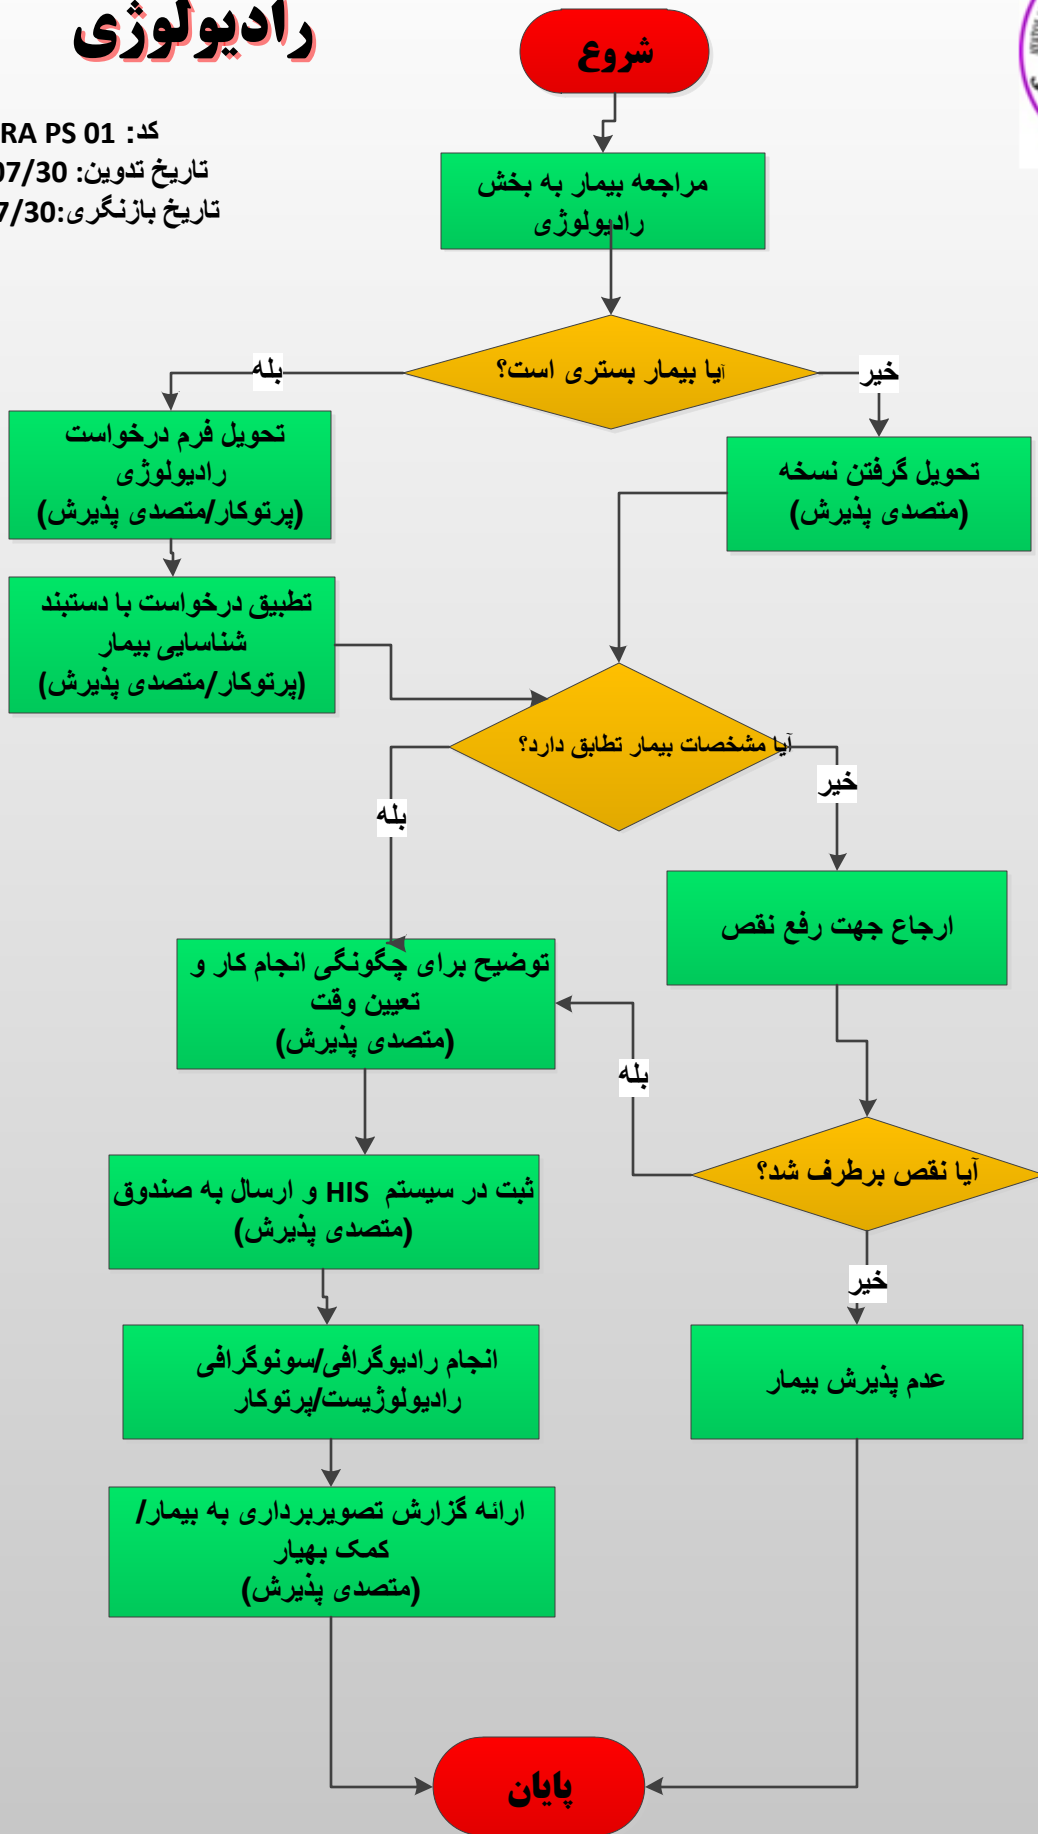 رادیولوژی
کد: RA PS 01
تاریخ تدوین: 07/30
تاریخ بازنگری:7/30
شروع
مراجعه بیمار به بخش
رادیولوژی
آیا بیمار بستری است؟
بله
خیر
تحویل فرم درخواست
رادیولوژی
(پرتوکار/متصدی پذیرش)
تحویل گرفتن نسخه
(متصدی پذیرش)
تطبیق درخواست با دستبند
شناسایی بیمار
(پرتوکار/متصدی پذیرش)
آیا مشخصات بیمار تطابق دارد؟
خیر
بله
ارجاع جهت رفع نقص
توضیح برای چگونگی انجام کار و
تعیین وقت
(متصدی پذیرش)
بله
آیا نقص برطرف شد؟
ثبت در سیستم HIS و ارسال به صندوق
(متصدی پذیرش)
خیر
انجام رادیوگرافی/سونوگرافی
رادیولوژیست/پرتوکار
عدم پذیرش بیمار
ارائه گزارش تصویربرداری به بیمار/
کمک بهیار
(متصدی پذیرش)
پایان